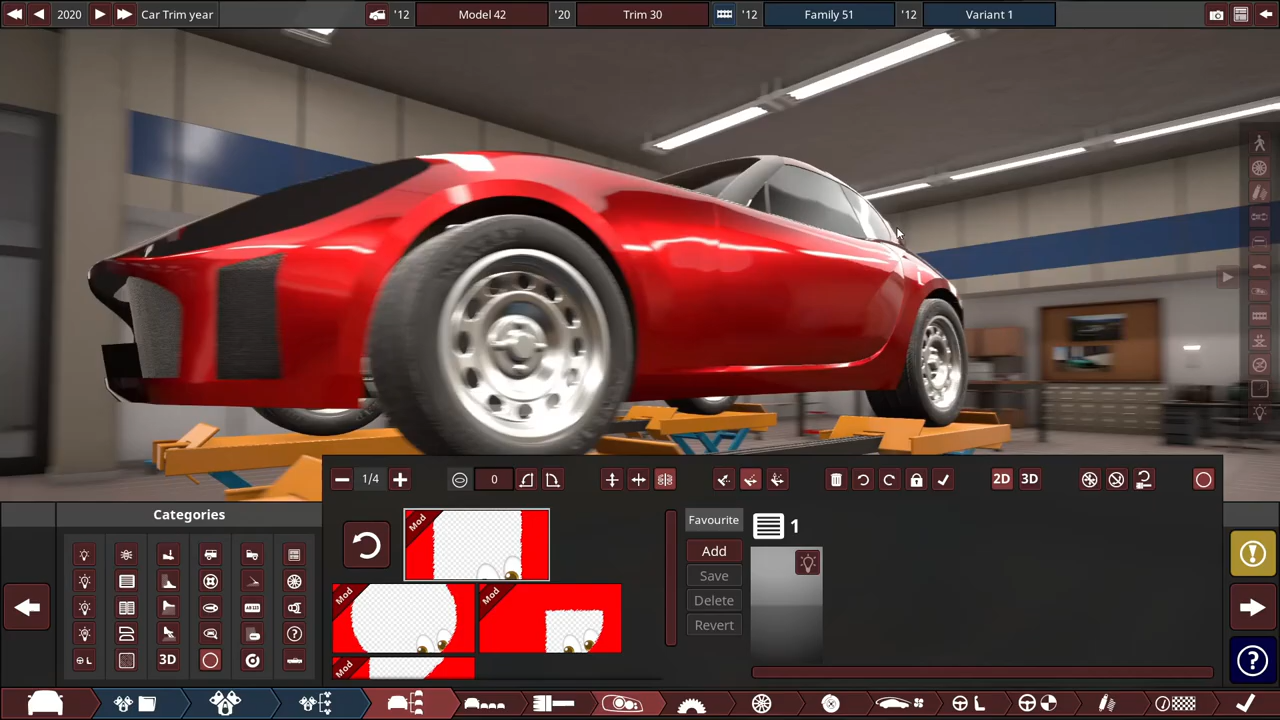 2020 Car Trim year '12 Model 42 '20 Trim 30 '12 Family 51 '12 Variant 1
1/4 0 2D 3D
Categories
Mod
Favourite
1
Add
Mod Mod
Save
Delete
Revert
Mod
L 3D